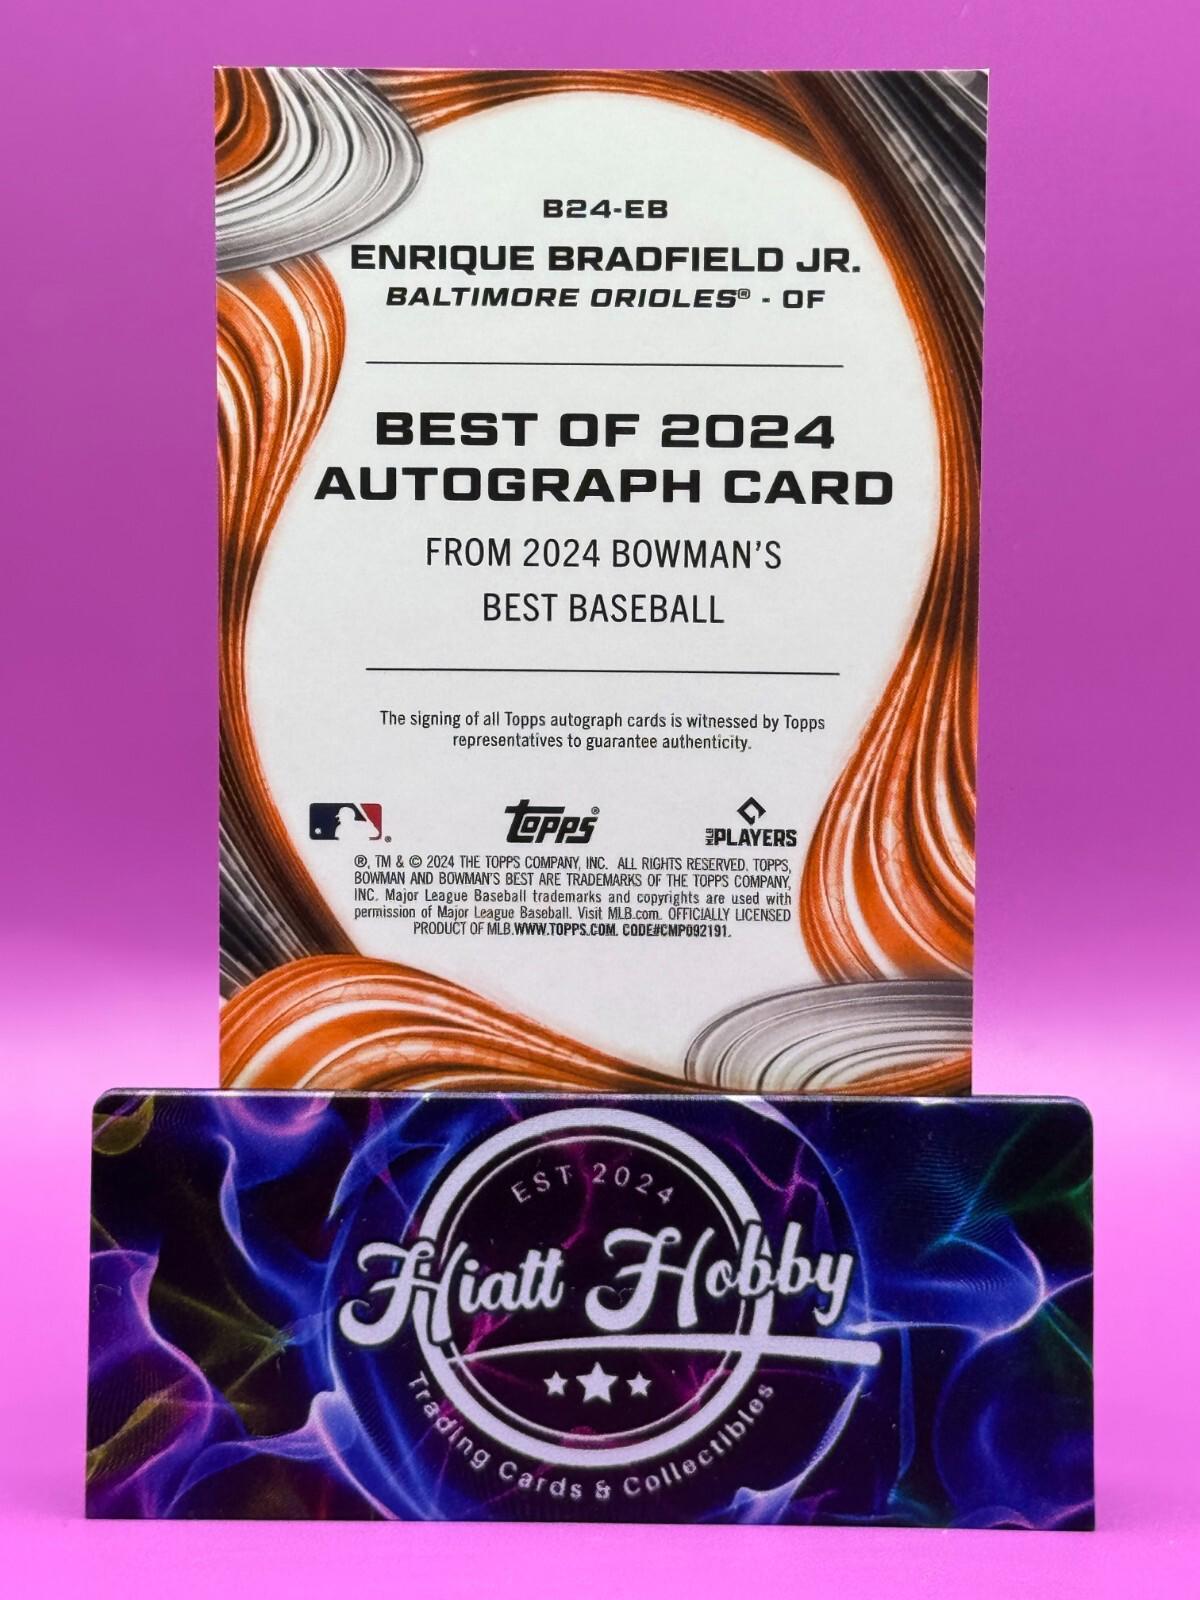 B24-EB
ENRIQUE BRADFIELD JR.
BALTIMORE ORIOLES® - OF
BEST OF 2024
AUTOGRAPH CARD
FROM 2024 BOWMAN'S
BEST BASEBALL
The signing of all Topps autograph cards is witnessed by Topps
representatives to guarantee authenticity.
®
Topps®
MLB PLAYERS
®, TM & © 2024 THE TOPPS COMPANY, INC. ALL RIGHTS RESERVED. TOPPS,
BOWMAN AND BOWMAN'S BEST ARE TRADEMARKS OF THE TOPPS COMPANY,
INC. Major League Baseball trademarks and copyrights are used with
permission of Major League Baseball. Visit MLB.com. OFFICIALLY LICENSED
PRODUCT OF MLB.WWW.TOPPS.COM. CODE#CMP092191.
EST 2024
Hiatt Hobby
Trading Cards & Collectibles